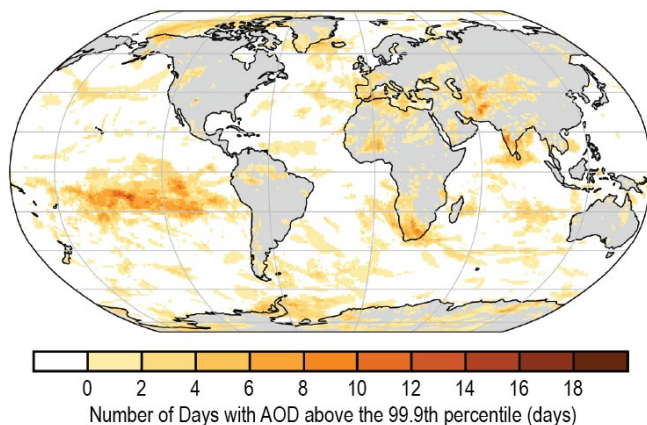 0 2 4 6 8 10 12 14 16 18
Number of Days with AOD above the 99.9th percentile (days)